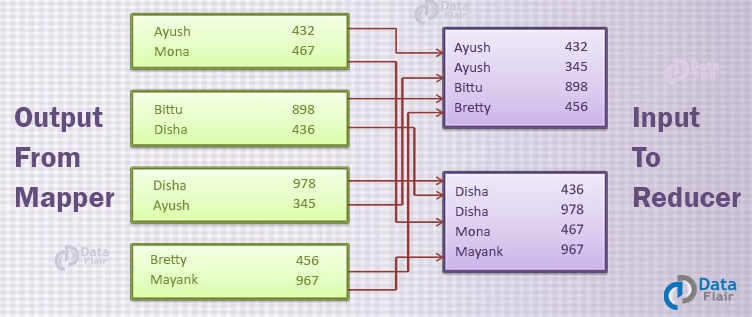 Output
From
Mapper
Ayush 432
Mona 467
Bittu 898
Disha 436
Disha 978
Ayush 345
Bretty 456
Mayank 967
Ayush 432
Ayush 345
Bittu 898
Bretty 456
Disha 436
Disha 978
Mona 467
Mayank 967
Input
To
Reducer
Data
Flair
Data
Flair
Data
Flair
Data
Flair